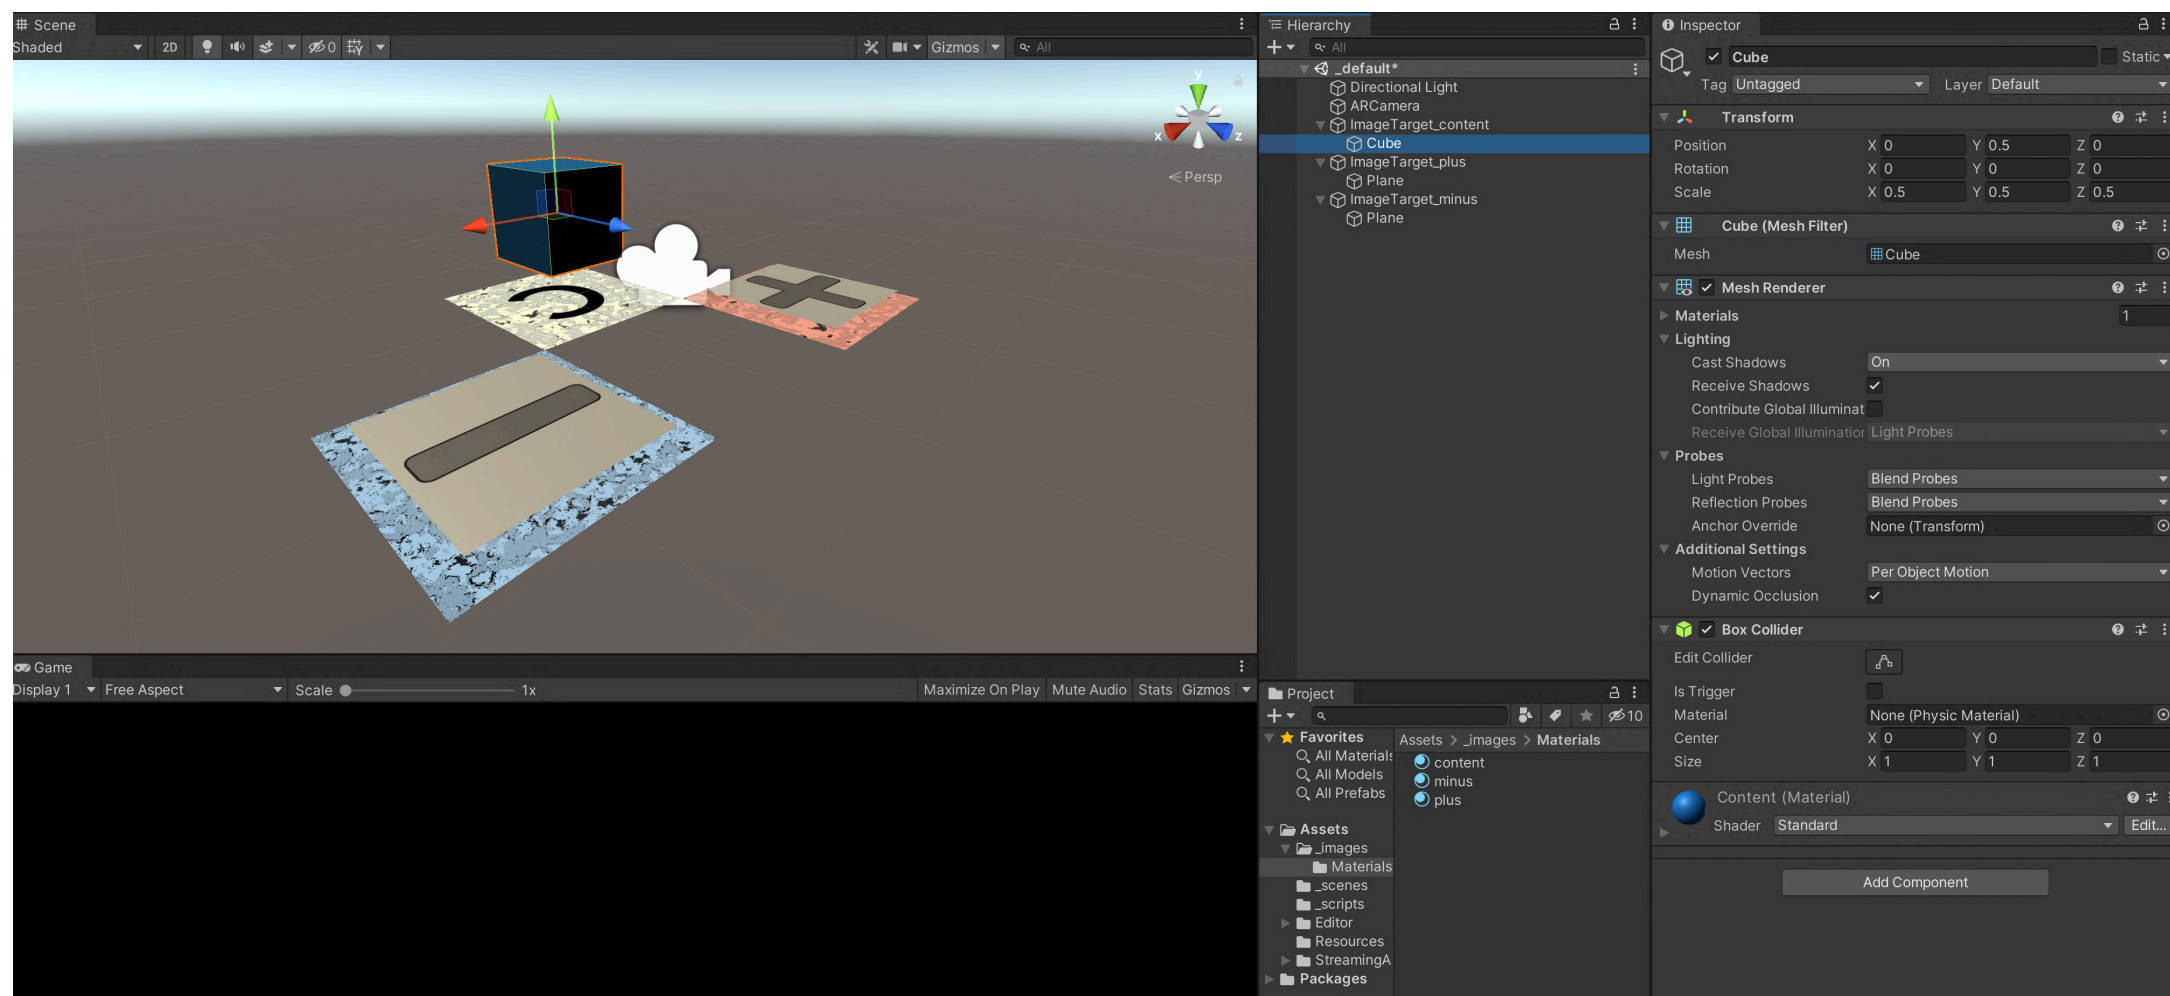 Scene
Shaded
2D
0
Gizmos
All
y
x
z
Persp
Game
Display 1
Free Aspect
Scale
1x
Maximize On Play
Mute Audio
Stats
Gizmos
Hierarchy
All
_default*
Directional Light
ARCamera
ImageTarget_content
Cube
ImageTarget_plus
Plane
ImageTarget_minus
Plane
Project
10
Favorites
All Materials
All Models
All Prefabs
Assets
_images
Materials
_scenes
_scripts
Editor
Resources
StreamingA
Packages
Assets > _images > Materials
content
minus
plus
Inspector
Cube
Static
Tag Untagged Layer Default
Transform
Position X 0 Y 0.5 Z 0
Rotation X 0 Y 0 Z 0
Scale X 0.5 Y 0.5 Z 0.5
Cube (Mesh Filter)
Mesh Cube
Mesh Renderer
Materials 1
Lighting
Cast Shadows On
Receive Shadows
Contribute Global Illuminat
Receive Global Illumination Light Probes
Probes
Light Probes Blend Probes
Reflection Probes Blend Probes
Anchor Override None (Transform)
Additional Settings
Motion Vectors Per Object Motion
Dynamic Occlusion
Box Collider
Edit Collider
Is Trigger
Material None (Physic Material)
Center X 0 Y 0 Z 0
Size X 1 Y 1 Z 1
Content (Material)
Shader Standard Edit...
Add Component